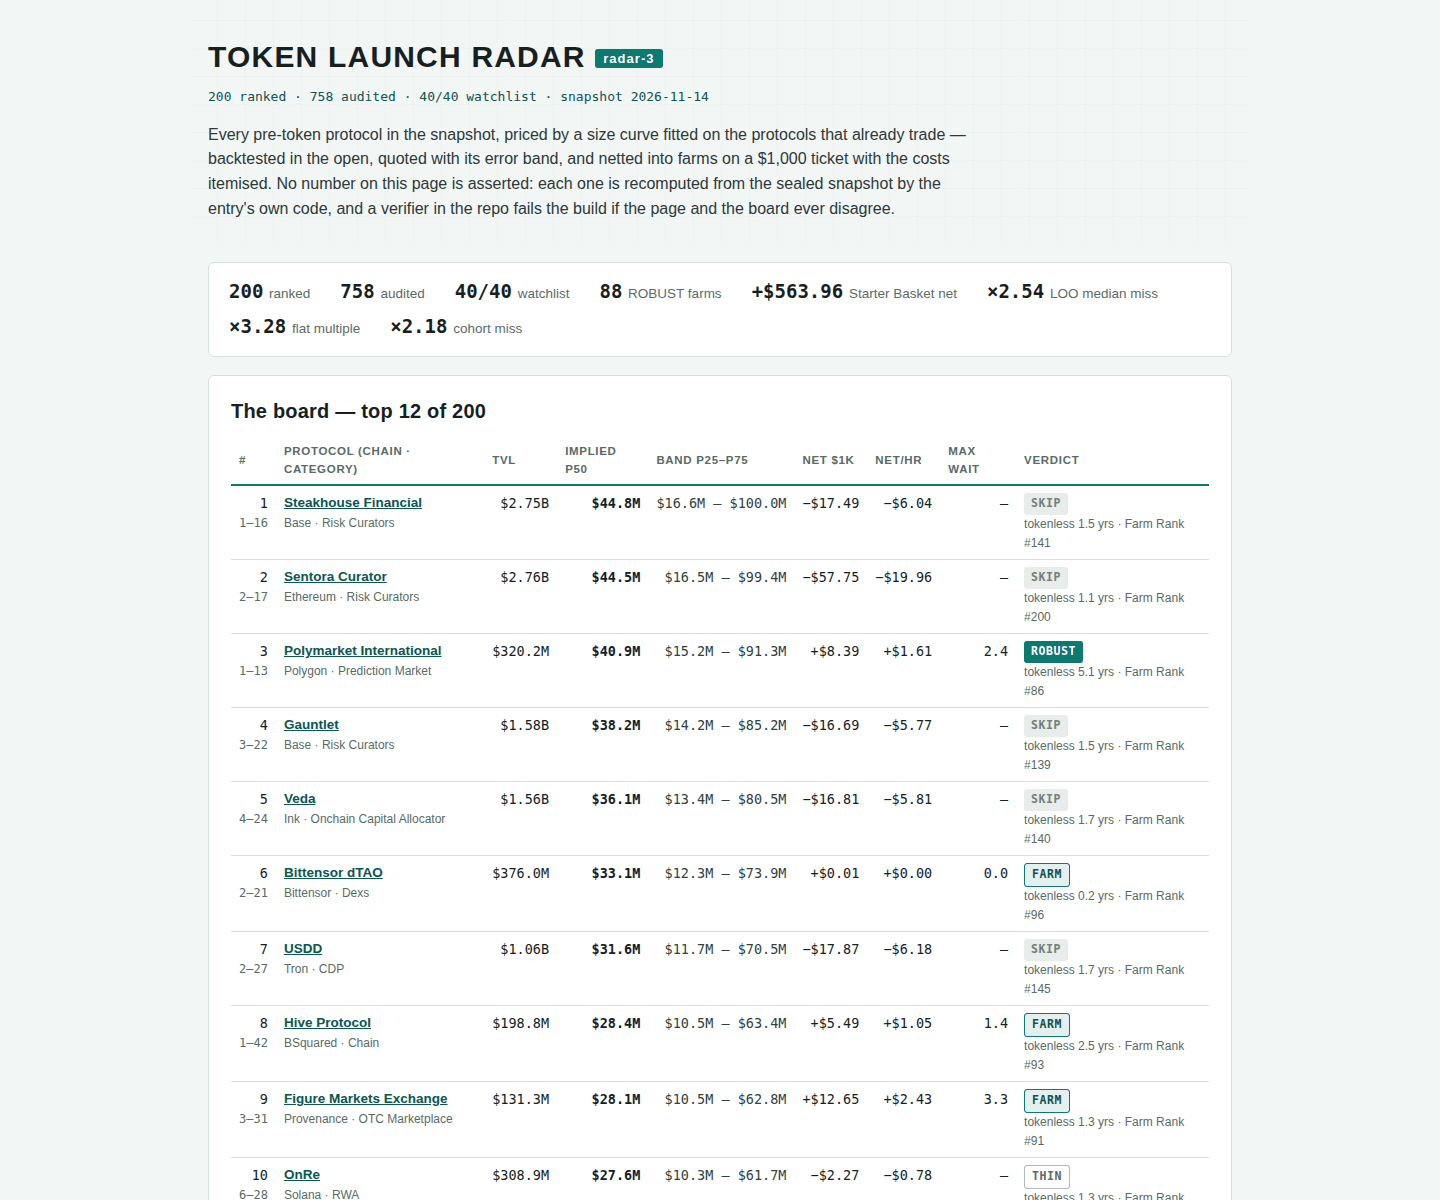 TOKEN LAUNCH RADAR radar-3
200 ranked · 758 audited · 40/40 watchlist · snapshot 2026-11-14
Every pre-token protocol in the snapshot, priced by a size curve fitted on the protocols that already trade —
backtested in the open, quoted with its error band, and netted into farms on a $1,000 ticket with the costs
itemised. No number on this page is asserted: each one is recomputed from the sealed snapshot by the
entry's own code, and a verifier in the repo fails the build if the page and the board ever disagree.
200 ranked 758 audited 40/40 watchlist 88 ROBUST farms +$563.96 Starter Basket net ×2.54 LOO median miss
×3.28 flat multiple ×2.18 cohort miss
The board — top 12 of 200
# PROTOCOL (CHAIN · CATEGORY) TVL IMPLIED P50 BAND P25–P75 NET $1K NET/HR MAX WAIT VERDICT
1 Steakhouse Financial $2.75B $44.8M $16.6M — $100.0M −$17.49 −$6.04 — SKIP
1–16 Base · Risk Curators tokenless 1.5 yrs · Farm Rank
#141
2 Sentora Curator $2.76B $44.5M $16.5M — $99.4M −$57.75 −$19.96 — SKIP
2–17 Ethereum · Risk Curators tokenless 1.1 yrs · Farm Rank
#200
3 Polymarket International $320.2M $40.9M $15.2M — $91.3M +$8.39 +$1.61 2.4 ROBUST
1–13 Polygon · Prediction Market tokenless 5.1 yrs · Farm Rank
#86
4 Gauntlet $1.58B $38.2M $14.2M — $85.2M −$16.69 −$5.77 — SKIP
3–22 Base · Risk Curators tokenless 1.5 yrs · Farm Rank
#139
5 Veda $1.56B $36.1M $13.4M — $80.5M −$16.81 −$5.81 — SKIP
4–24 Ink · Onchain Capital Allocator tokenless 1.7 yrs · Farm Rank
#140
6 Bittensor dTAO $376.0M $33.1M $12.3M — $73.9M +$0.01 +$0.00 0.0 FARM
2–21 Bittensor · Dexs tokenless 0.2 yrs · Farm Rank
#96
7 USDD $1.06B $31.6M $11.7M — $70.5M −$17.87 −$6.18 — SKIP
2–27 Tron · CDP tokenless 1.7 yrs · Farm Rank
#145
8 Hive Protocol $198.8M $28.4M $10.5M — $63.4M +$5.49 +$1.05 1.4 FARM
1–42 BSquared · Chain tokenless 2.5 yrs · Farm Rank
#93
9 Figure Markets Exchange $131.3M $28.1M $10.5M — $62.8M +$12.65 +$2.43 3.3 FARM
3–31 Provenance · OTC Marketplace tokenless 1.3 yrs · Farm Rank
#91
10 OnRe $308.9M $27.6M $10.3M — $61.7M −$2.27 −$0.78 — THIN
6–28 Solana · RWA tokenless 1.3 yrs · Farm Rank